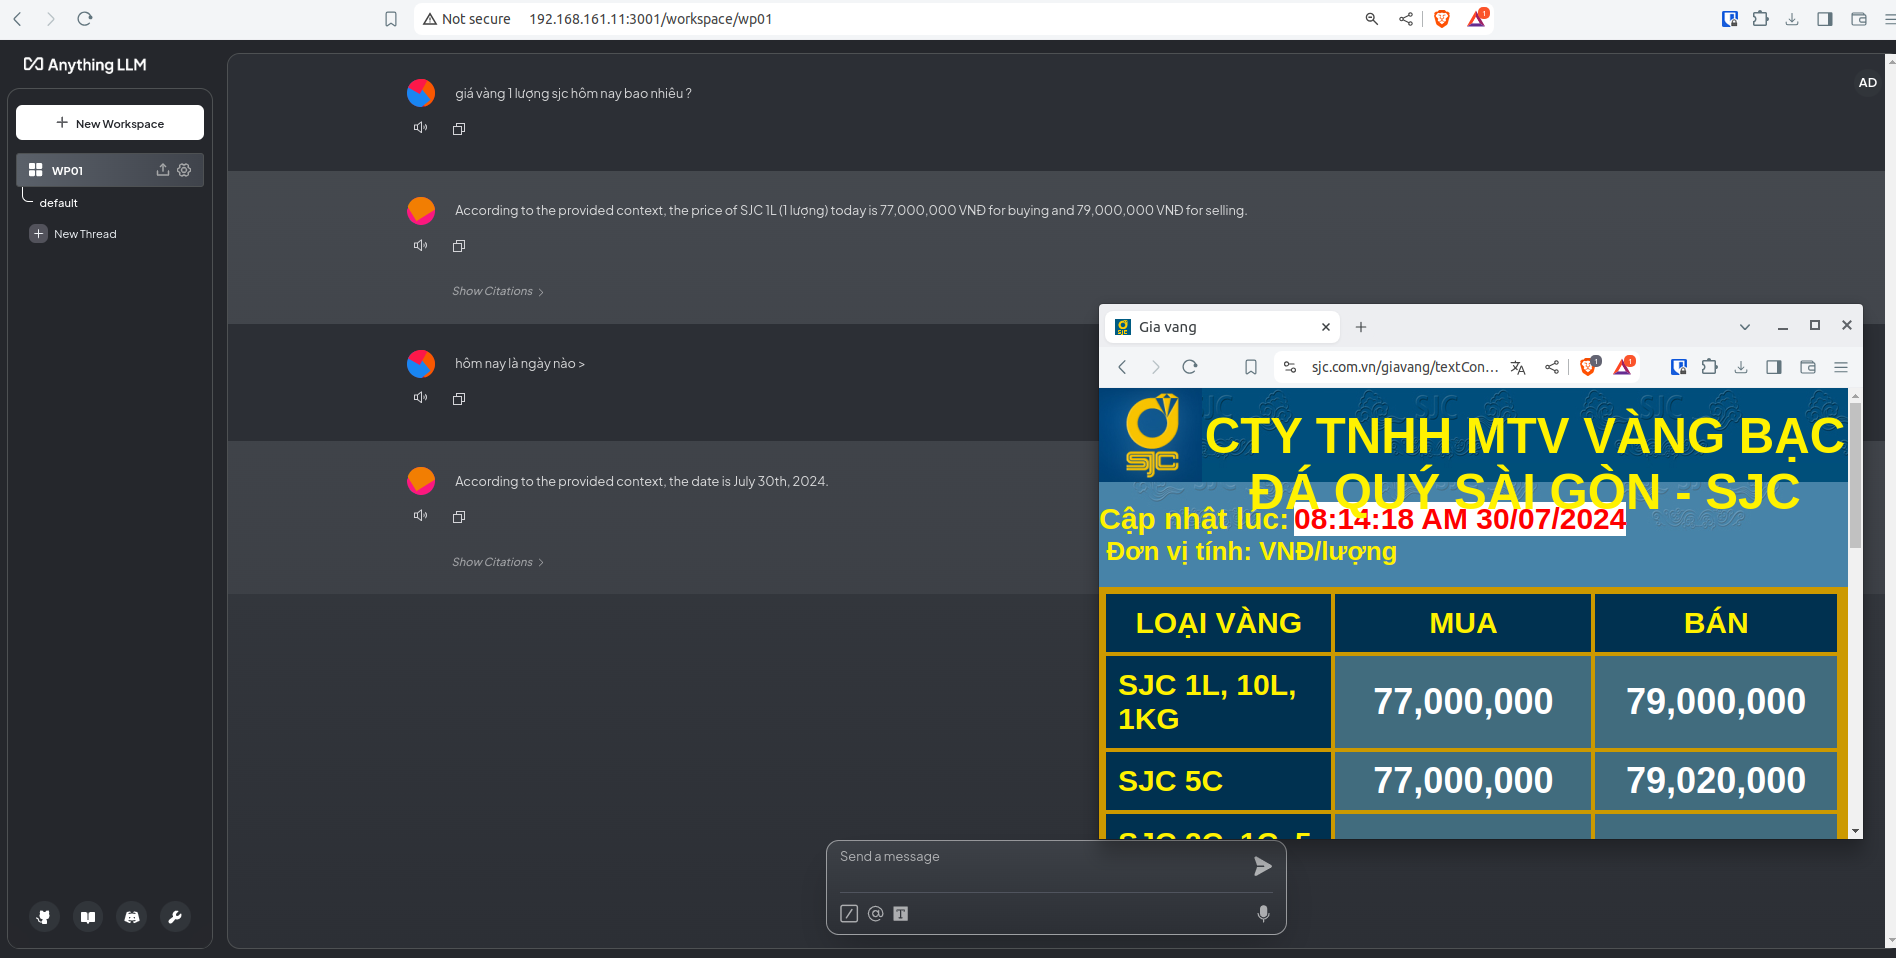 Not secure 192.168.161.11:3001/workspace/wp01
1
Anything LLM
New Workspace
WP01
default
New Thread
AD
giá vàng 1 lượng sjc hôm nay bao nhiêu ?
According to the provided context, the price of SJC 1L (1 lượng) today is 77,000,000 VNĐ for buying and 79,000,000 VNĐ for selling.
Show Citations
hôm nay là ngày nào >
According to the provided context, the date is July 30th, 2024.
Show Citations
Send a message
Gia vang
sjc.com.vn/giavang/textCon...
1
1
SJC
CTY TNHH MTV VÀNG BẠC
ĐÁ QUÝ SÀI GÒN - SJC
Cập nhật lúc: 08:14:18 AM 30/07/2024
Đơn vị tính: VNĐ/lượng
LOẠI VÀNG MUA BÁN
SJC 1L, 10L,
1KG
77,000,000 79,000,000
SJC 5C 77,000,000 79,020,000